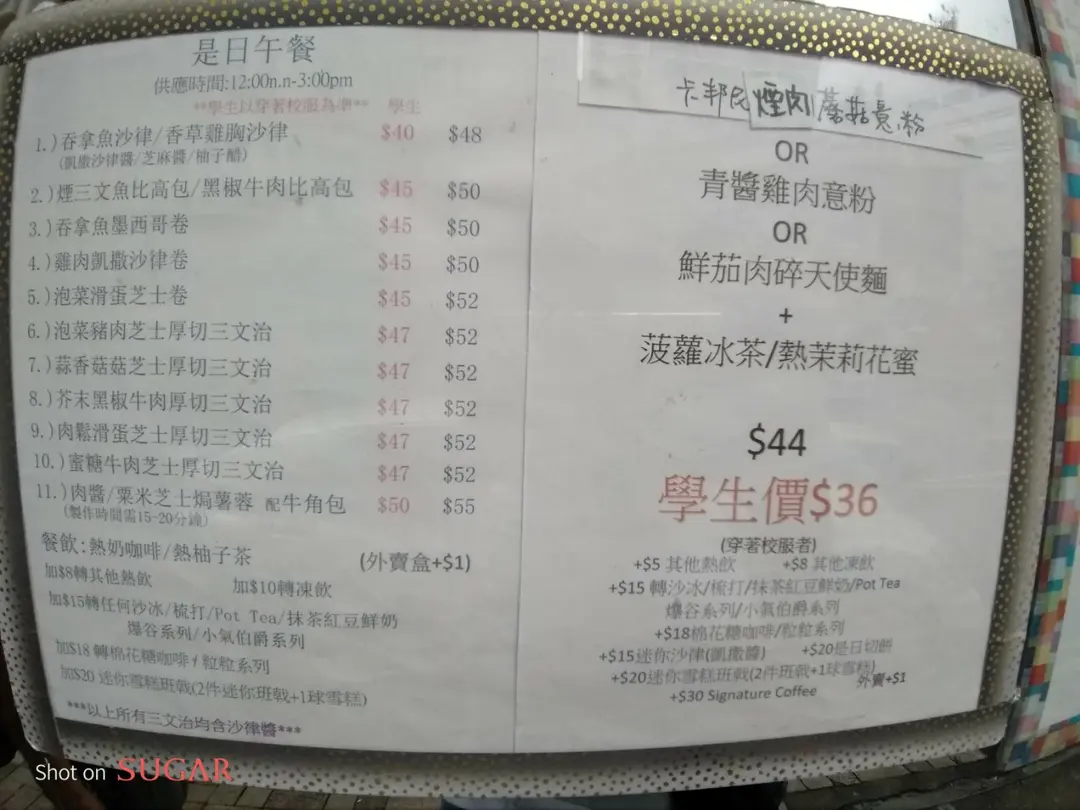 是日午餐
供應時間:12:00n.n-3:00pm
**學生以穿著校服為準** 學生
1.)吞拿魚沙律/香草雞胸沙律 $40 $48
(凱撒沙律醬/芝麻醬/柚子醋)
2.)煙三文魚比高包/黑椒牛肉比高包 $45 $50
3.)吞拿魚墨西哥卷 $45 $50
4.)雞肉凱撒沙律卷 $45 $50
5.)泡菜滑蛋芝士卷 $45 $52
6.)泡菜豬肉芝士厚切三文治 $47 $52
7.)蒜香菇菇芝士厚切三文治 $47 $52
8.)芥末黑椒牛肉厚切三文治 $47 $52
9.)肉鬆滑蛋芝士厚切三文治 $47 $52
10.)蜜糖牛肉芝士厚切三文治 $47 $52
11.)肉醬/粟米芝士焗薯蓉 配牛角包 $50 $55
(製作時間需15-20分鐘)
餐飲:熱奶咖啡/熱柚子茶 (外賣盒+$1)
加$8轉其他熱飲 加$10轉凍飲
加$15轉任何沙冰/梳打/Pot Tea/抹茶紅豆鮮奶
爆谷系列/小氣伯爵系列
加$18 轉棉花糖咖啡/粒粒系列
加$20 迷你雪糕班戟(2件迷你班戟+1球雪糕)
***以上所有三文治均含沙律醬***
卡邦尼煙肉蘑菇意粉
OR
青醬雞肉意粉
OR
鮮茄肉碎天使麵
+
菠蘿冰茶/熱茉莉花蜜
$44
學生價$36
(穿著校服者)
+$5 其他熱飲 +$8 其他凍飲
+$15 轉沙冰/梳打/抹茶紅豆鮮奶/Pot Tea
爆谷系列/小氣伯爵系列
+$18棉花糖咖啡/粒粒系列
+$15迷你沙律(凱撒醬) +$20是日切餅
+$20迷你雪糕班戟(2件班戟+1球雪糕)
外賣+$1
+$30 Signature Coffee
Shot on SUGAR